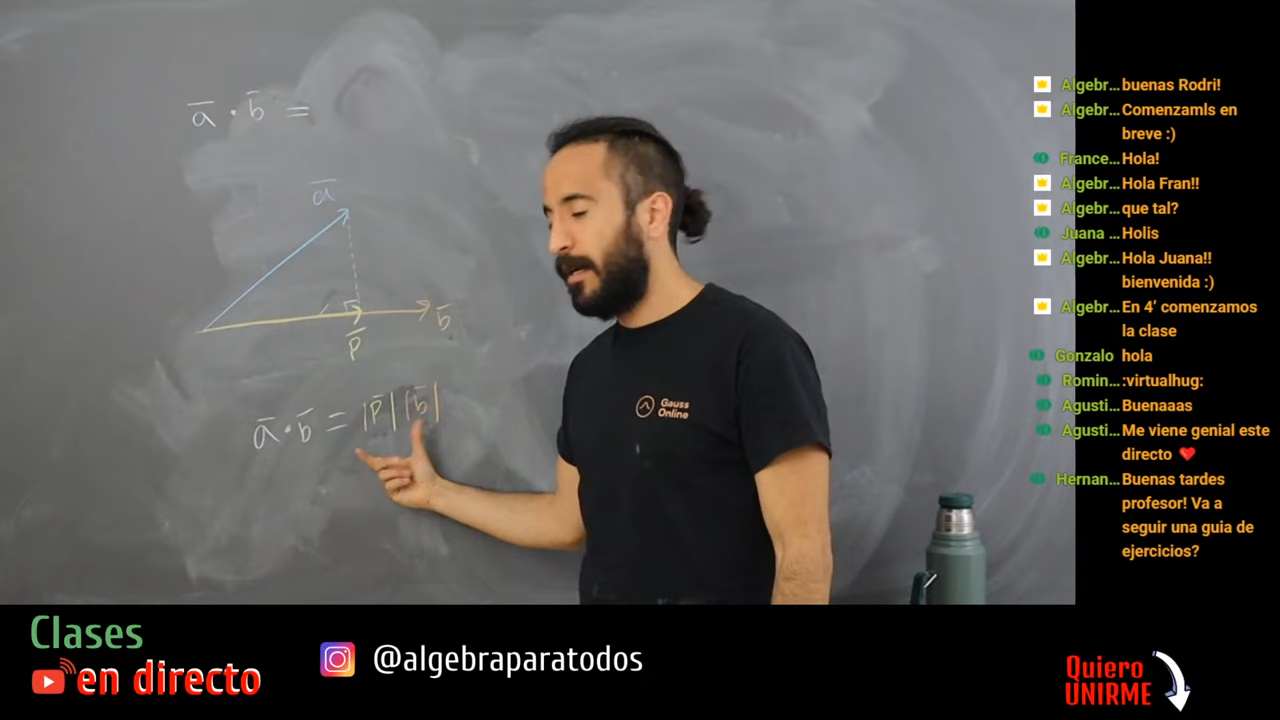 a̅ · b̅ =
a̅
b̅
p̅
a̅ · b̅ = |p̅| |b̅|
Gauss
Online
Algebr... buenas Rodri!
Algebr... Comenzamls en
breve :)
France... Hola!
Algebr... Hola Fran!!
Algebr... que tal?
Juana ... Holis
Algebr... Hola Juana!!
bienvenida :)
Algebr... En 4' comenzamos
la clase
Gonzalo hola
Romin... :virtualhug:
Agusti... Buenaaas
Agusti... Me viene genial este
directo ❤️
Hernan... Buenas tardes
profesor! Va a
seguir una guia de
ejercicios?
Clases
en directo
@algebraparatodos
Quiero
UNIRME